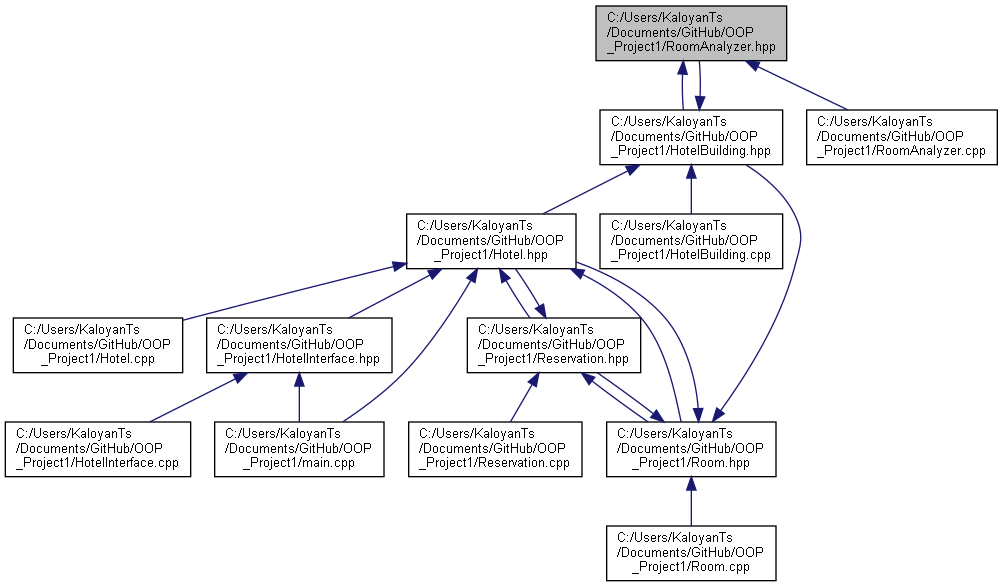 C:/Users/KaloyanTs
/Documents/GitHub/OOP
_Project1/RoomAnalyzer.hpp
C:/Users/KaloyanTs
/Documents/GitHub/OOP
_Project1/HotelBuilding.hpp
C:/Users/KaloyanTs
/Documents/GitHub/OOP
_Project1/RoomAnalyzer.cpp
C:/Users/KaloyanTs
/Documents/GitHub/OOP
_Project1/Hotel.hpp
C:/Users/KaloyanTs
/Documents/GitHub/OOP
_Project1/HotelBuilding.cpp
C:/Users/KaloyanTs
/Documents/GitHub/OOP
_Project1/Hotel.cpp
C:/Users/KaloyanTs
/Documents/GitHub/OOP
_Project1/HotelInterface.hpp
C:/Users/KaloyanTs
/Documents/GitHub/OOP
_Project1/Reservation.hpp
C:/Users/KaloyanTs
/Documents/GitHub/OOP
_Project1/HotelInterface.cpp
C:/Users/KaloyanTs
/Documents/GitHub/OOP
_Project1/main.cpp
C:/Users/KaloyanTs
/Documents/GitHub/OOP
_Project1/Reservation.cpp
C:/Users/KaloyanTs
/Documents/GitHub/OOP
_Project1/Room.hpp
C:/Users/KaloyanTs
/Documents/GitHub/OOP
_Project1/Room.cpp